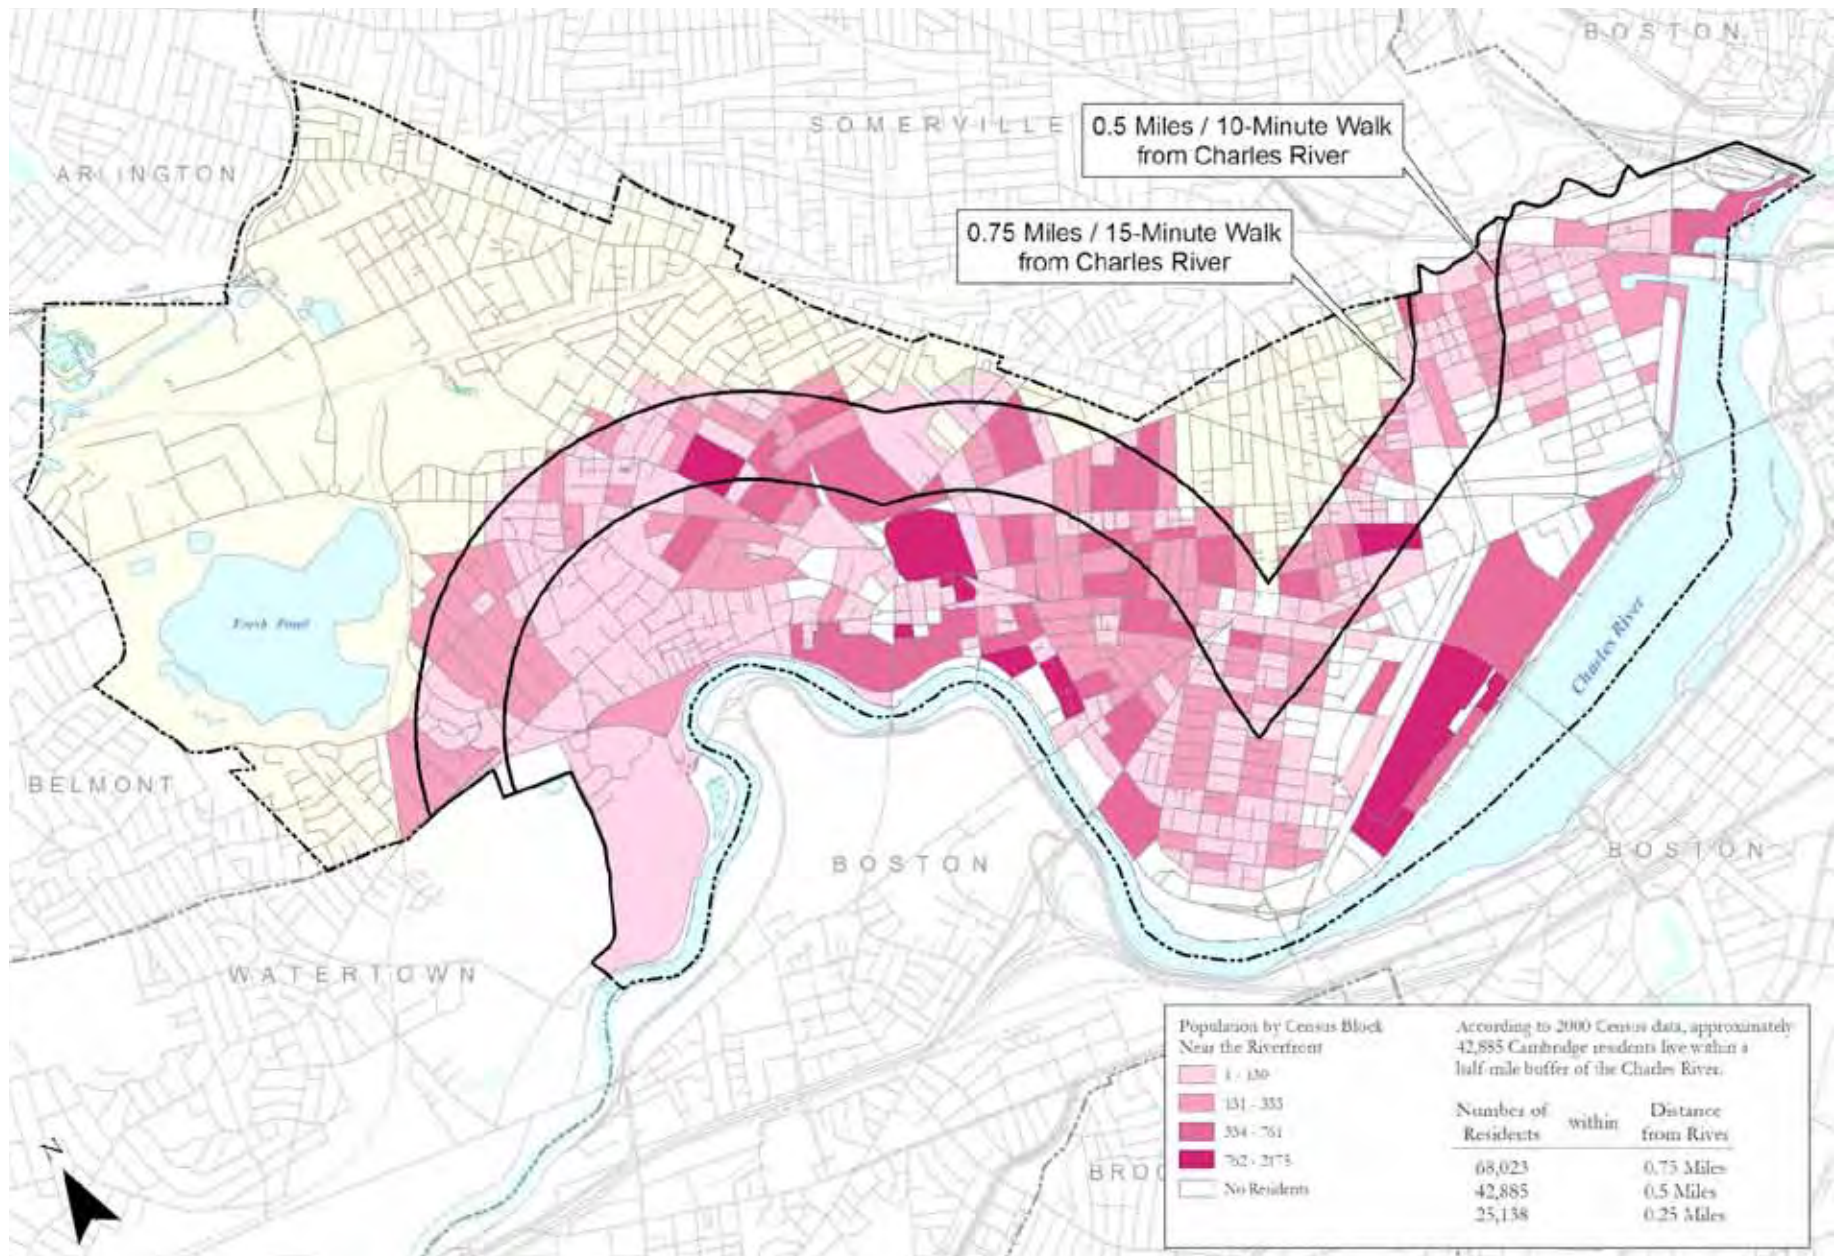 BOSTON
SOMERVILLE
0.5 Miles / 10-Minute Walk
from Charles River
ARLINGTON
0.75 Miles / 15-Minute Walk
from Charles River
Fresh Pond
Charles River
BELMONT
BOSTON
BOSTON
WATERTOWN
BRO
N
Population by Census Block
Near the Riverfront
1 - 130
131 - 333
334 - 761
762 - 2175
No Residents
According to 2000 Census data, approximately
42,885 Cambridge residents live within a
half-mile buffer of the Charles River.
Number of
Residents
within
Distance
from River
68,023 0.75 Miles
42,885 0.5 Miles
25,138 0.25 Miles